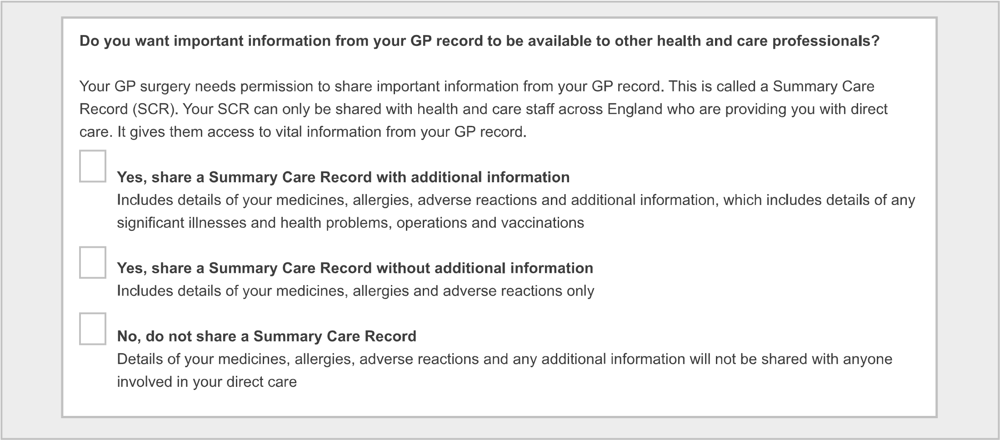 Do you want important information from your GP record to be available to other health and care professionals?
Your GP surgery needs permission to share important information from your GP record. This is called a Summary Care
Record (SCR). Your SCR can only be shared with health and care staff across England who are providing you with direct
care. It gives them access to vital information from your GP record.
Yes, share a Summary Care Record with additional information
Includes details of your medicines, allergies, adverse reactions and additional information, which includes details of any
significant illnesses and health problems, operations and vaccinations
Yes, share a Summary Care Record without additional information
Includes details of your medicines, allergies and adverse reactions only
No, do not share a Summary Care Record
Details of your medicines, allergies, adverse reactions and any additional information will not be shared with anyone
involved in your direct care